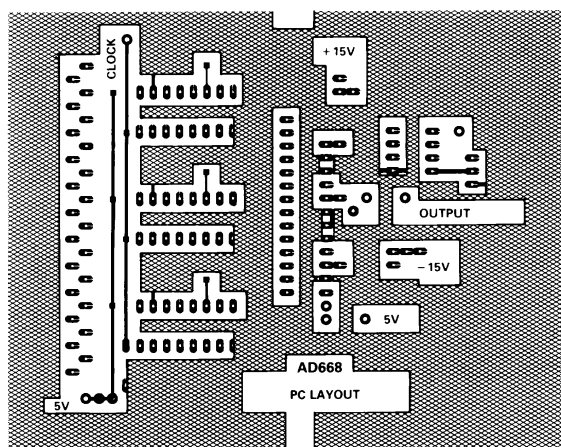 CLOCK
+ 15V
OUTPUT
– 15V
5V
AD668
PC LAYOUT
5V